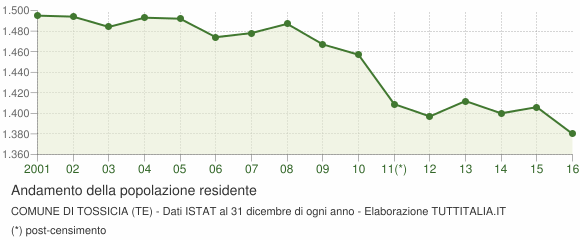 1.500
1.480
1.460
1.440
1.420
1.400
1.380
1.360
2001 02 03 04 05 06 07 08 09 10 11(*) 12 13 14 15 16
Andamento della popolazione residente
COMUNE DI TOSSICIA (TE) - Dati ISTAT al 31 dicembre di ogni anno - Elaborazione TUTTITALIA.IT
(*) post-censimento